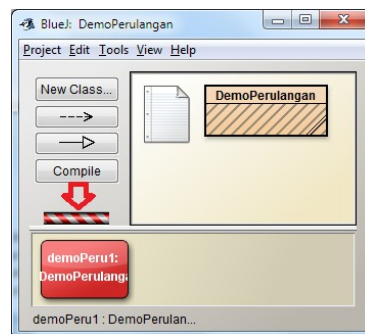 BlueJ: DemoPerulangan
Project Edit Tools View Help
New Class...
DemoPerulangan
Compile
demoPeru1:
DemoPerulanga
demoPeru1 : DemoPerulan...